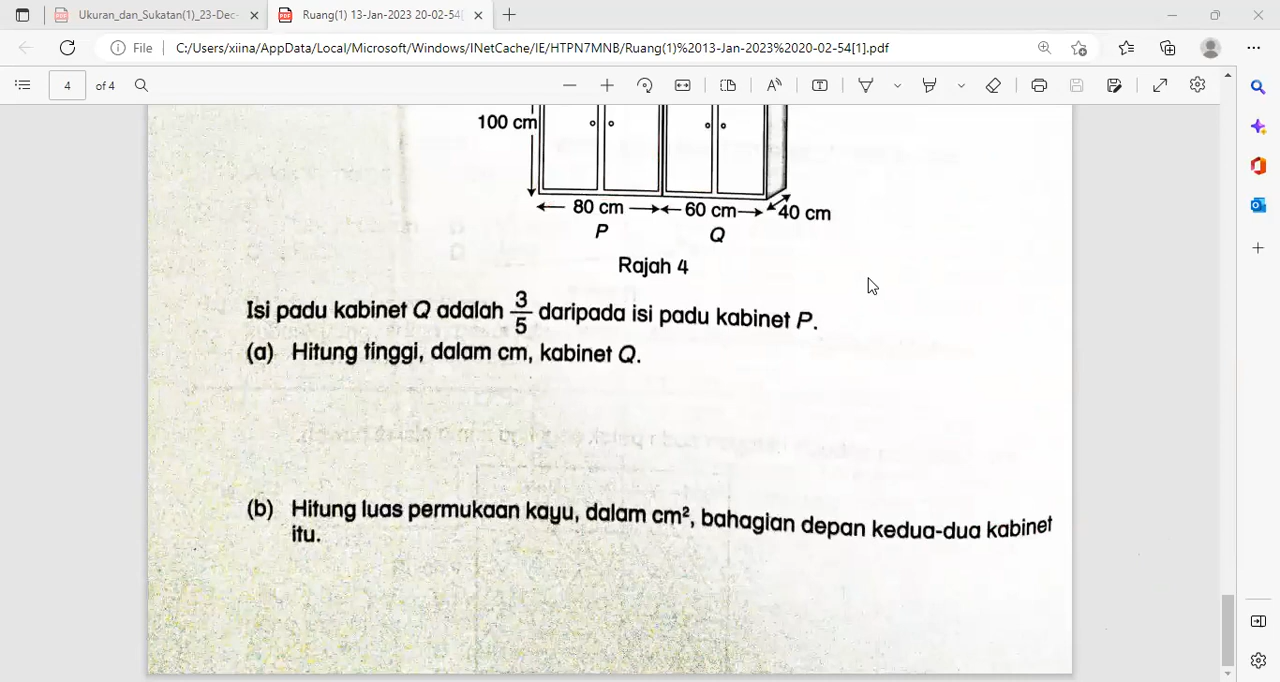 Ukuran_dan_Sukatan(1)_23-Dec-
Ruang(1) 13-Jan-2023 20-02-54[
File
C:/Users/xiina/AppData/Local/Microsoft/Windows/INetCache/IE/HTPN7MNB/Ruang(1)%2013-Jan-2023%2020-02-54[1].pdf
4 of 4
100 cm
80 cm 60 cm 40 cm
P Q
Rajah 4
Isi padu kabinet Q adalah 3/5 daripada isi padu kabinet P.
(a) Hitung tinggi, dalam cm, kabinet Q.
(b) Hitung luas permukaan kayu, dalam cm², bahagian depan kedua-dua kabinet
itu.